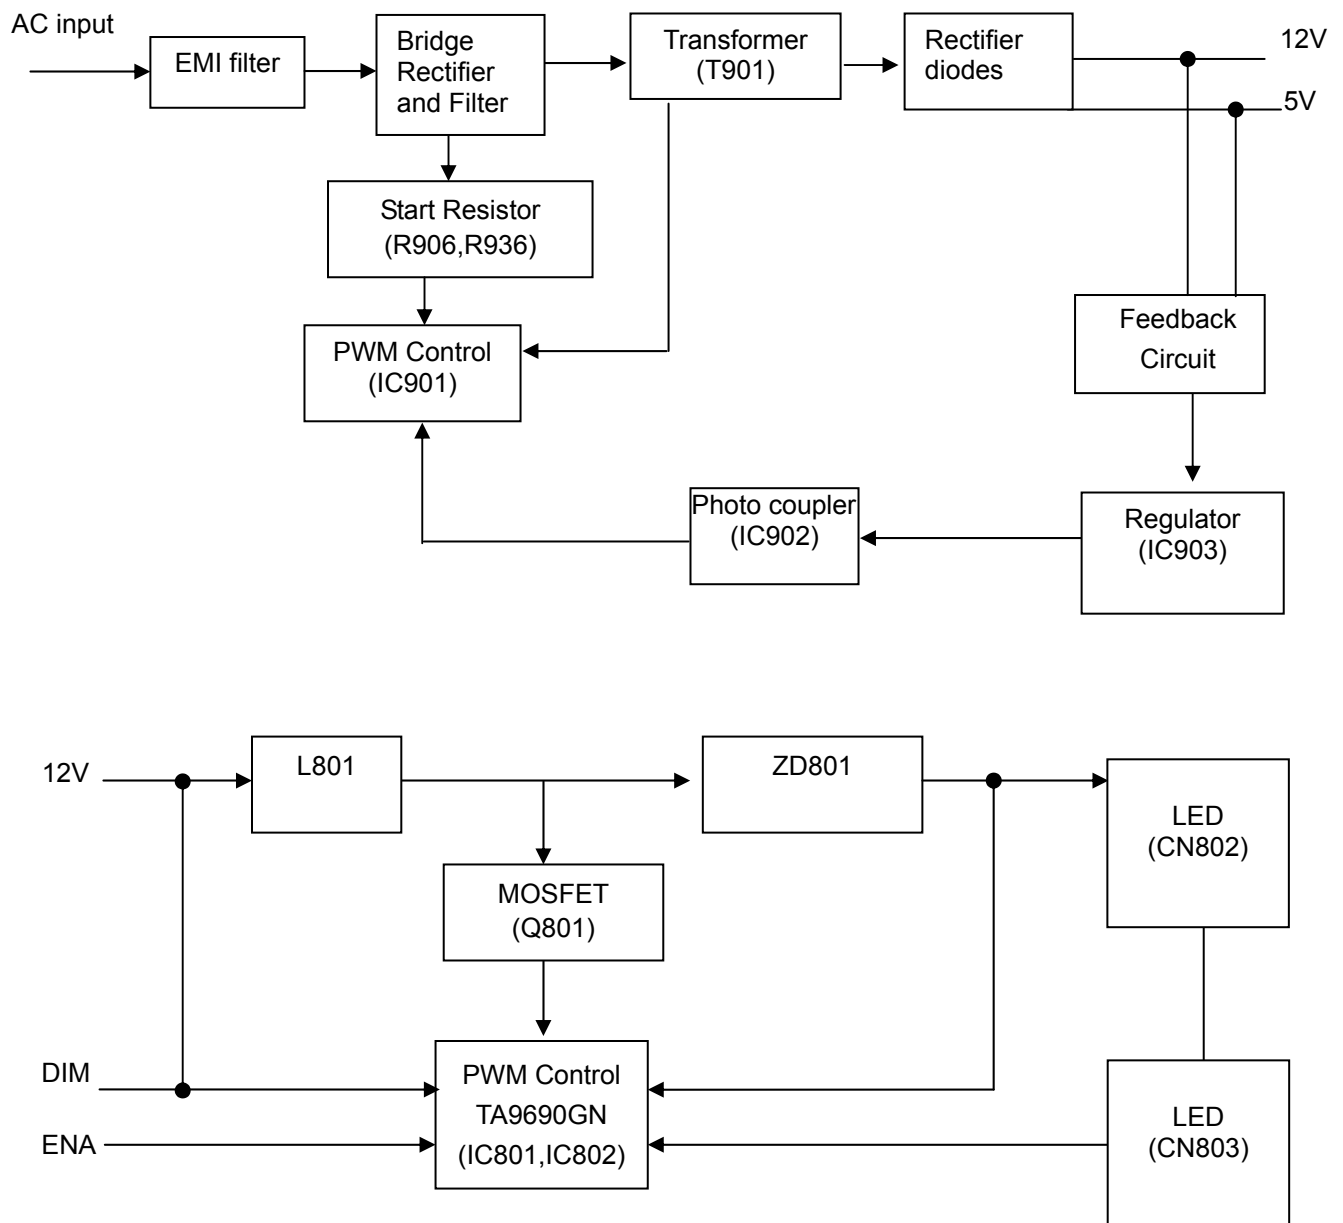 AC input
EMI filter
Bridge
Rectifier
and Filter
Transformer
(T901)
Rectifier
diodes
12V
5V
Start Resistor
(R906,R936)
PWM Control
(IC901)
Feedback
Circuit
Photo coupler
(IC902)
Regulator
(IC903)
12V
L801
ZD801
LED
(CN802)
MOSFET
(Q801)
DIM
ENA
PWM Control
TA9690GN
(IC801,IC802)
LED
(CN803)